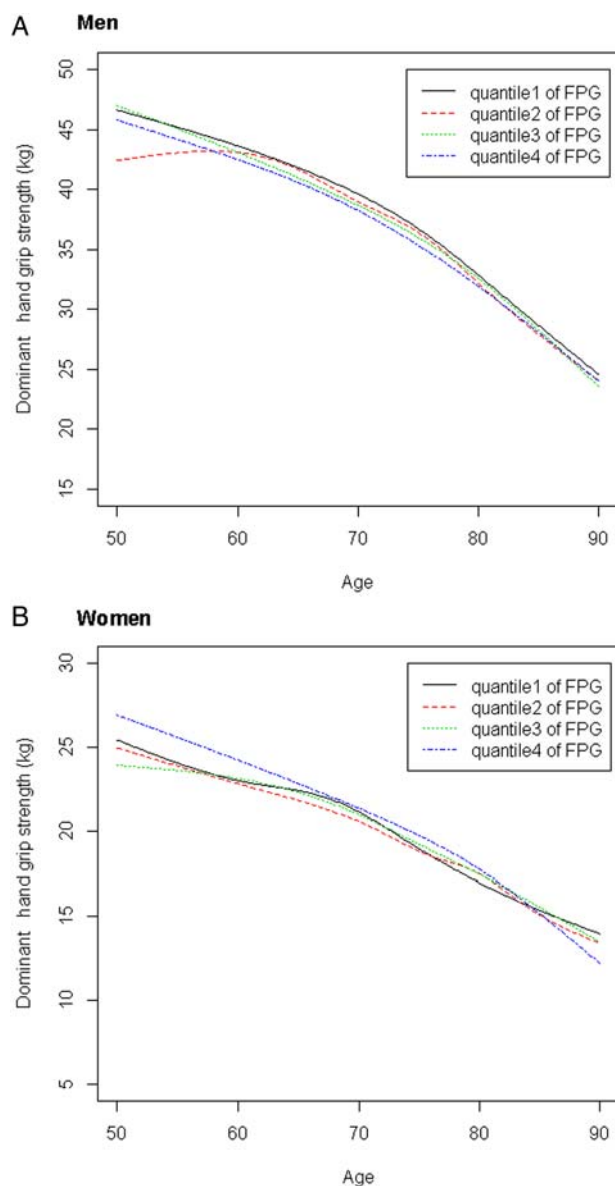 A Men
50
45
40
35
30
25
20
15
Dominant hand grip strength (kg)
quantile1 of FPG
quantile2 of FPG
quantile3 of FPG
quantile4 of FPG
50 60 70 80 90
Age
B Women
30
25
20
15
10
5
Dominant hand grip strength (kg)
quantile1 of FPG
quantile2 of FPG
quantile3 of FPG
quantile4 of FPG
50 60 70 80 90
Age